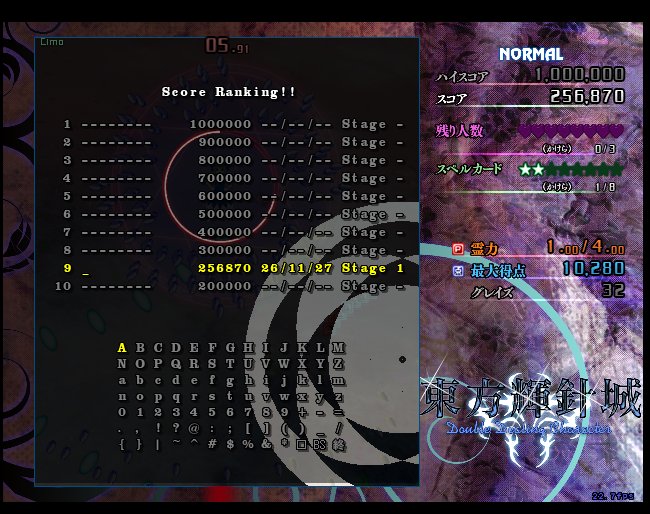 Cirno
05.91
Score Ranking!!
1 --------- 1000000 --/--/-- Stage -
2 --------- 900000 --/--/-- Stage -
3 --------- 800000 --/--/-- Stage -
4 --------- 700000 --/--/-- Stage -
5 --------- 600000 --/--/-- Stage -
6 --------- 500000 --/--/-- Stage -
7 --------- 400000 --/--/-- Stage -
8 --------- 300000 --/--/-- Stage -
9 _ 256870 26/11/27 Stage 1
10 --------- 200000 --/--/-- Stage -
A B C D E F G H I J K L M
N O P Q R S T U V W X Y Z
a b c d e f g h i j k l m
n o p q r s t u v w x y z
0 1 2 3 4 5 6 7 8 9 + - =
. , ! ? @ : ; [ ] ( ) _ /
{ } | ~ ^ # $ % & * □ BS 終
NORMAL
ハイスコア 1,000,000
スコア 256,870
残り人数
(かけら) 0/3
スペルカード ★★
(かけら) 1/8
P 霊力 1.00/4.00
最大得点 10,280
グレイズ 32
東方輝針城
Double Dealing Character
22.7fps